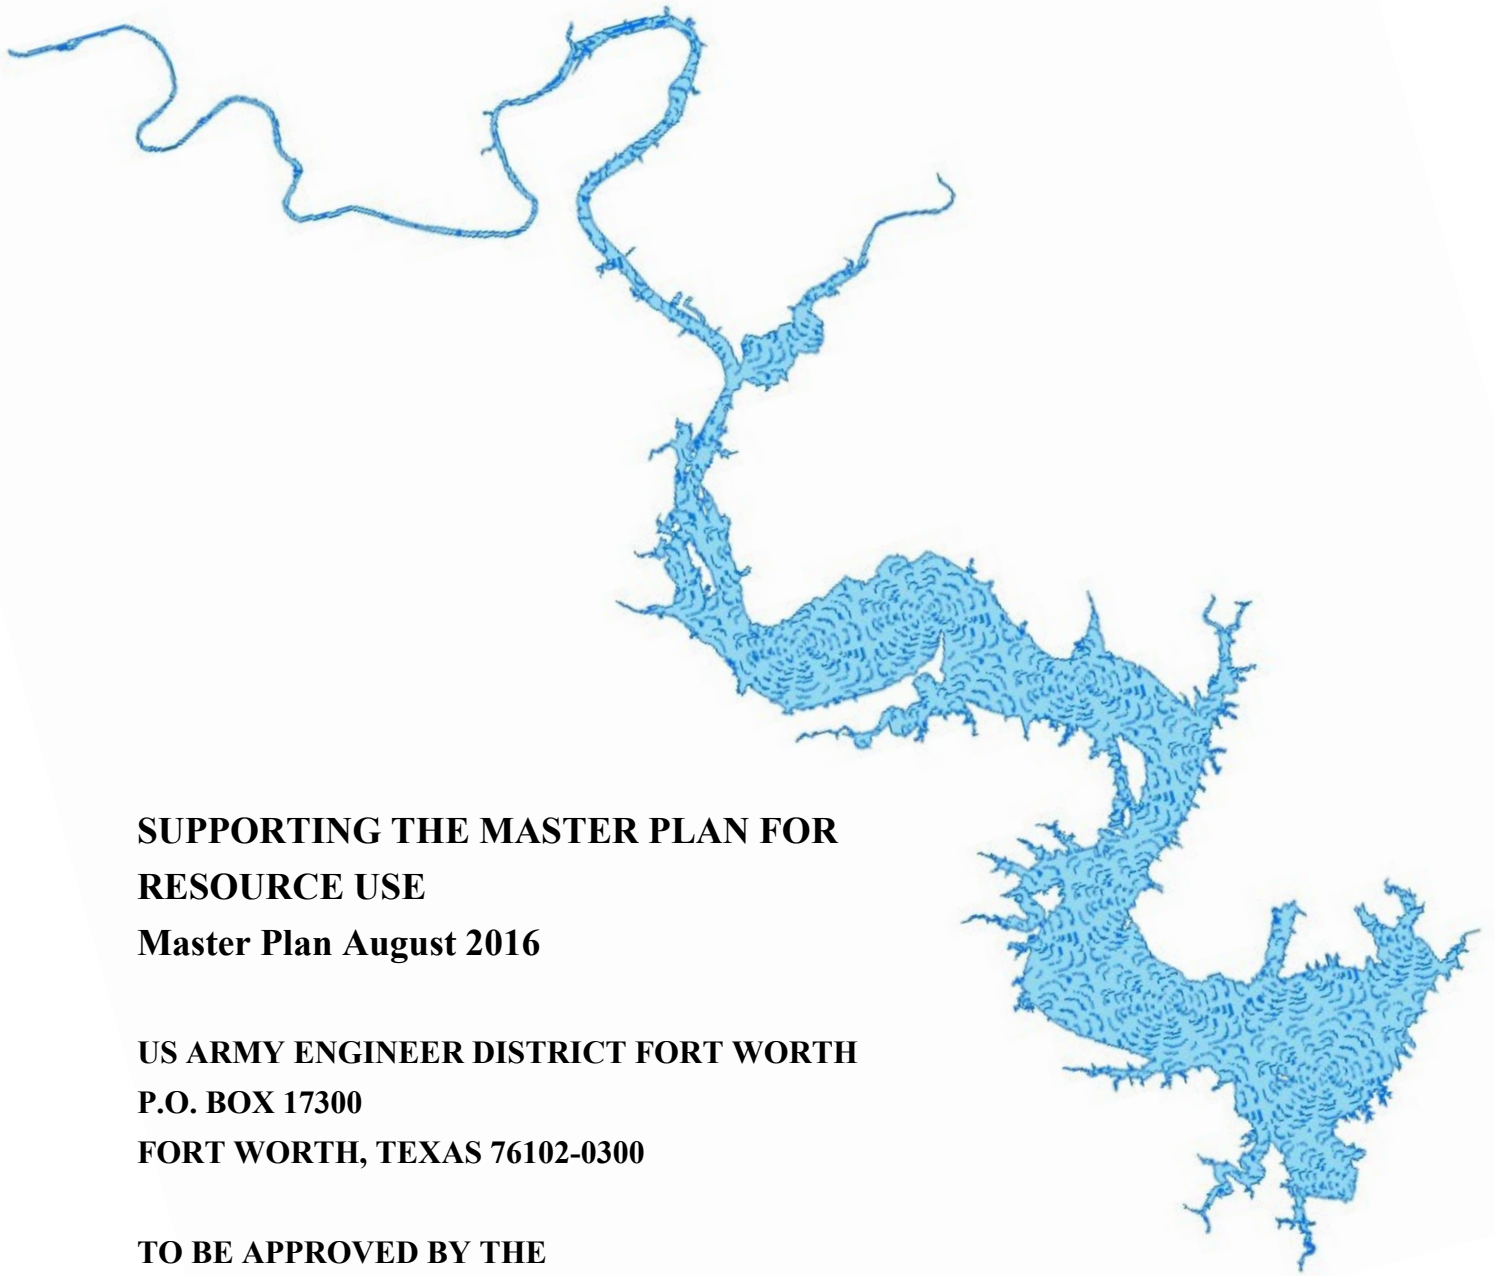 SUPPORTING THE MASTER PLAN FOR
RESOURCE USE
Master Plan August 2016
US ARMY ENGINEER DISTRICT FORT WORTH
P.O. BOX 17300
FORT WORTH, TEXAS 76102-0300
TO BE APPROVED BY THE